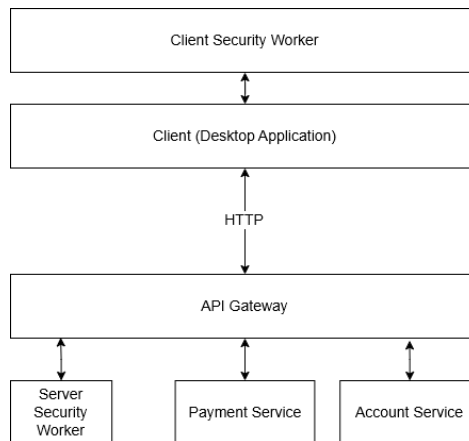 Client Security Worker
Client (Desktop Application)
HTTP
API Gateway
Server
Security
Worker
Payment Service
Account Service